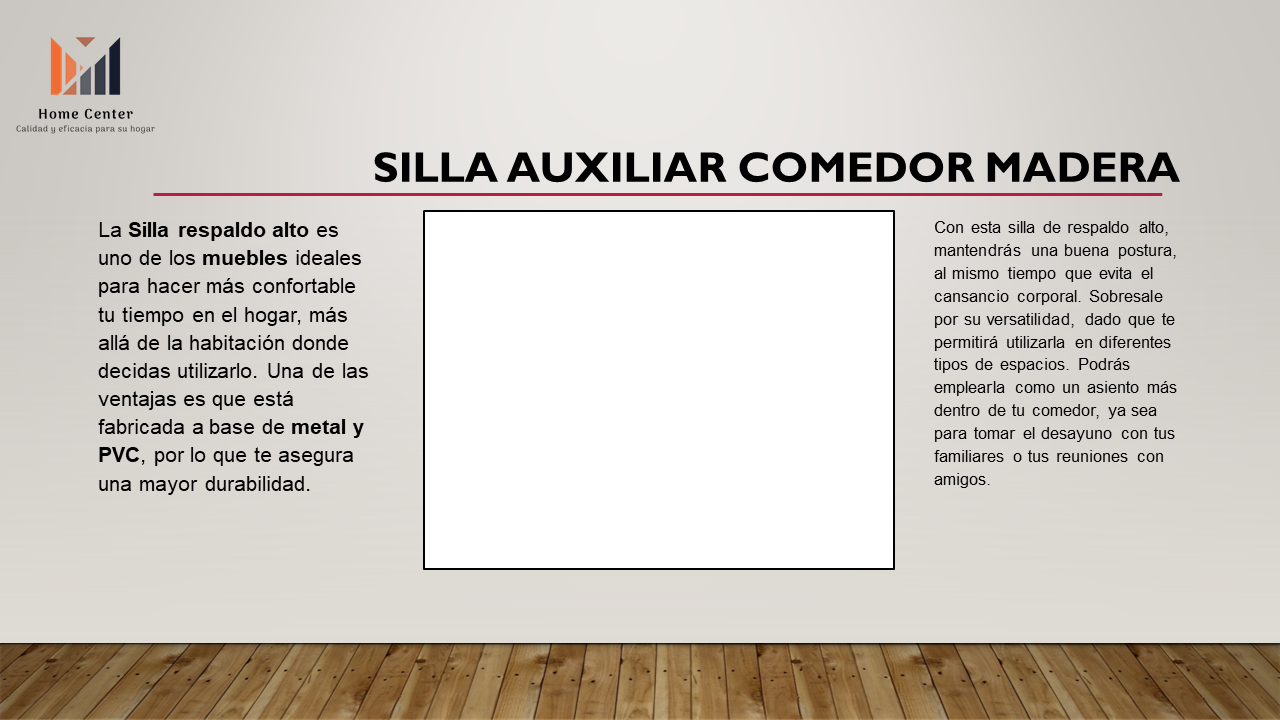 Home Center
Calidad y eficacia para su hogar
SILLA AUXILIAR COMEDOR MADERA
La Silla respaldo alto es
uno de los muebles ideales
para hacer más confortable
tu tiempo en el hogar, más
allá de la habitación donde
decidas utilizarlo. Una de las
ventajas es que está
fabricada a base de metal y
PVC, por lo que te asegura
una mayor durabilidad.
Con esta silla de respaldo alto,
mantendrás una buena postura,
al mismo tiempo que evita el
cansancio corporal. Sobresale
por su versatilidad, dado que te
permitirá utilizarla en diferentes
tipos de espacios. Podrás
emplearla como un asiento más
dentro de tu comedor, ya sea
para tomar el desayuno con tus
familiares o tus reuniones con
amigos.